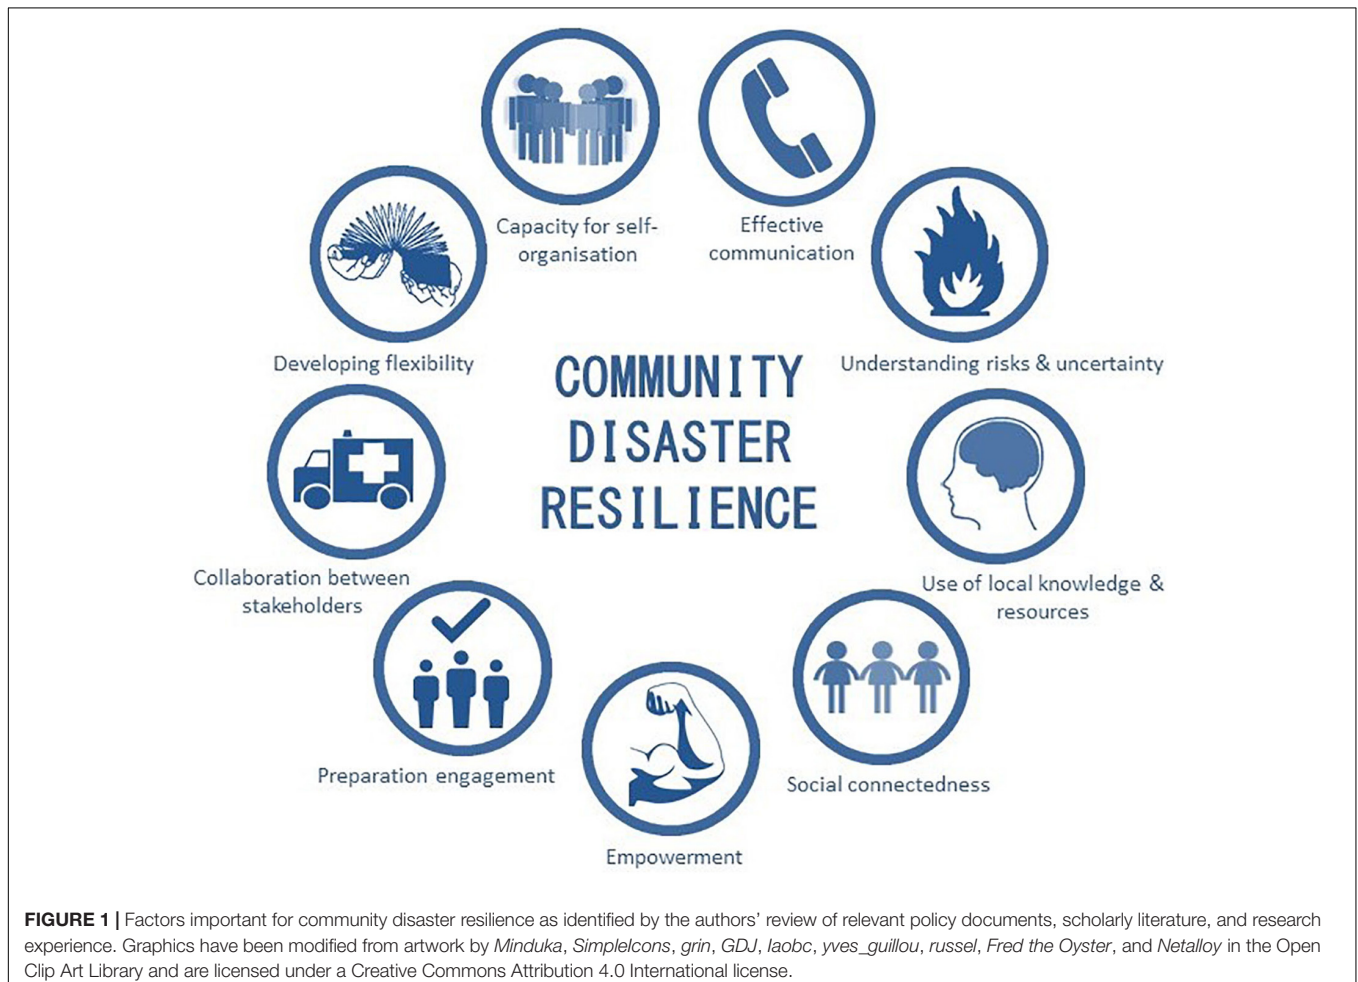 Capacity for self-
organisation
Effective
communication
Developing flexibility
Understanding risks & uncertainty
COMMUNITY
DISASTER
RESILIENCE
Collaboration between
stakeholders
Use of local knowledge &
resources
Preparation engagement
Social connectedness
Empowerment
FIGURE 1 | Factors important for community disaster resilience as identified by the authors’ review of relevant policy documents, scholarly literature, and research
experience. Graphics have been modified from artwork by Minduka, SimpleIcons, grin, GDJ, laobc, yves_guillou, russel, Fred the Oyster, and Netalloy in the Open
Clip Art Library and are licensed under a Creative Commons Attribution 4.0 International license.